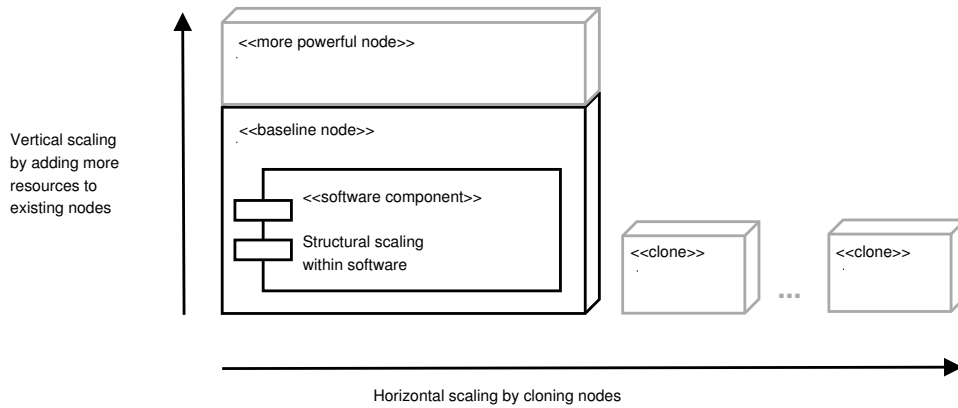 <<more powerful node>>
<<baseline node>>
Vertical scaling
by adding more
resources to
existing nodes
<<software component>>
Structural scaling
within software
<<clone>>
...
<<clone>>
Horizontal scaling by cloning nodes